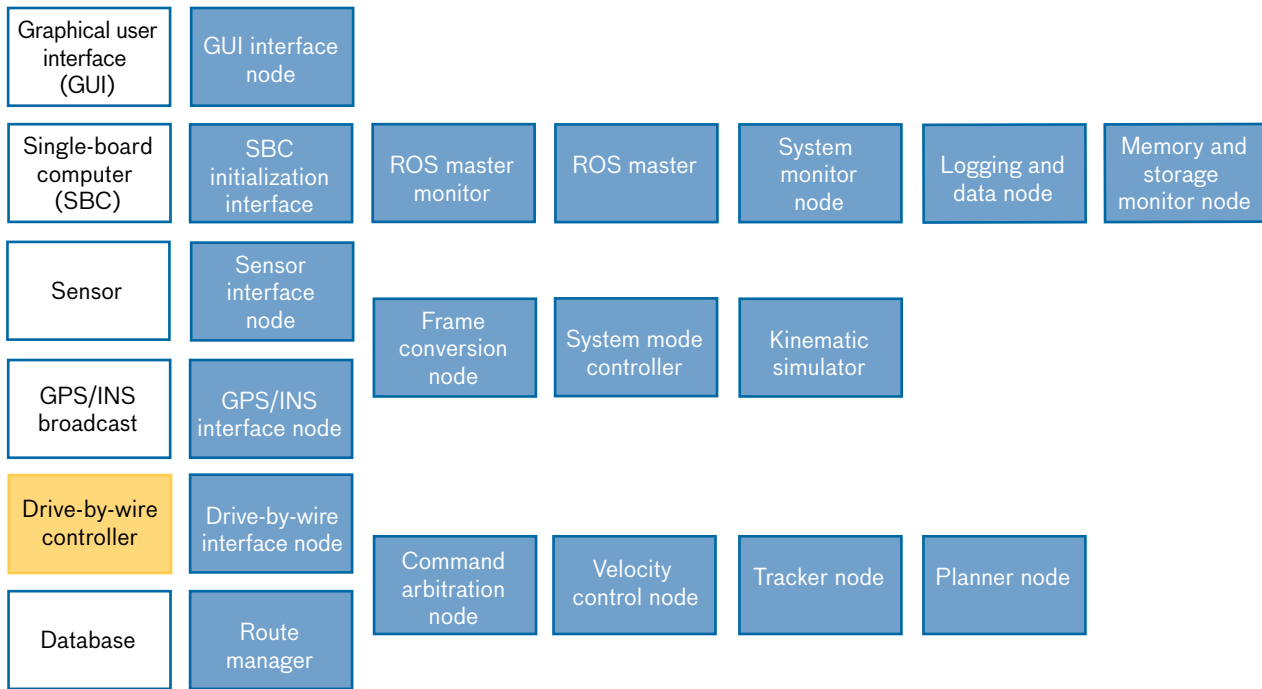 Graphical user
interface
(GUI)
GUI interface
node
Single-board
computer
(SBC)
SBC
initialization
interface
ROS master
monitor
ROS master
System
monitor
node
Logging and
data node
Memory and
storage
monitor node
Sensor
Sensor
interface
node
Frame
conversion
node
System mode
controller
Kinematic
simulator
GPS/INS
broadcast
GPS/INS
interface node
Drive-by-wire
controller
Drive-by-wire
interface node
Command
arbitration
node
Velocity
control node
Tracker node
Planner node
Database
Route
manager